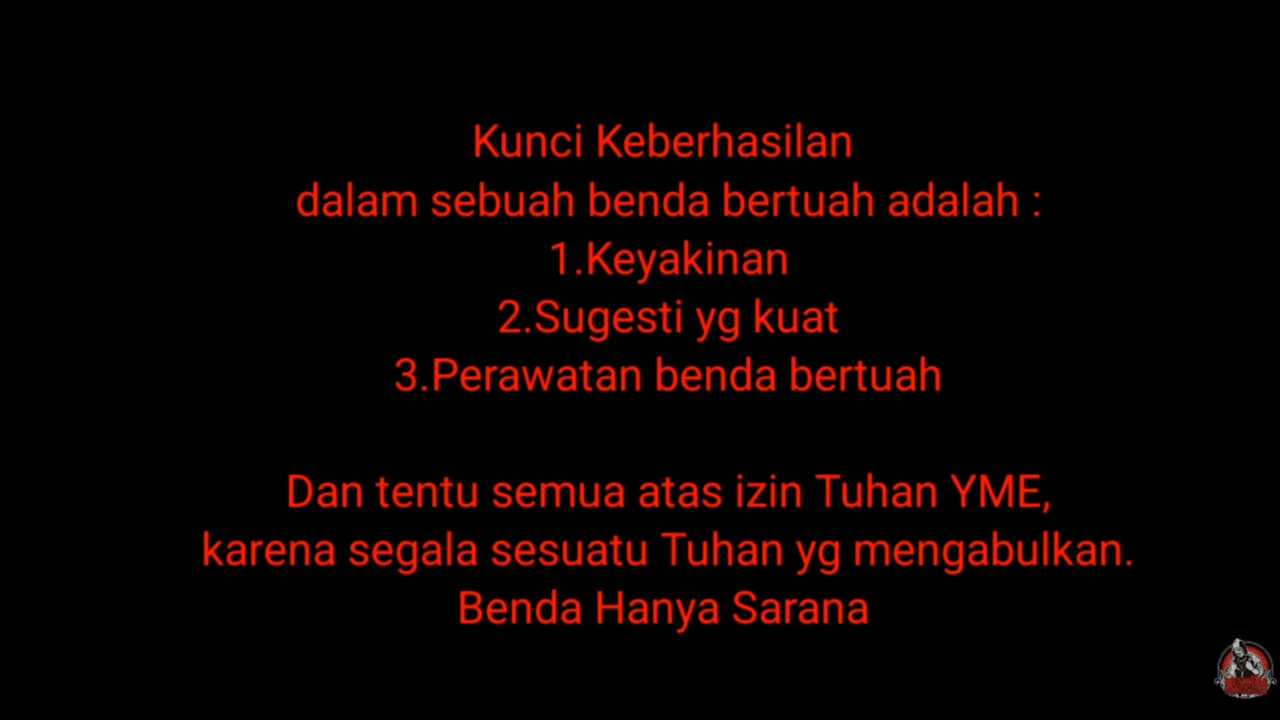 Kunci Keberhasilan
dalam sebuah benda bertuah adalah :
1.Keyakinan
2.Sugesti yg kuat
3.Perawatan benda bertuah
Dan tentu semua atas izin Tuhan YME,
karena segala sesuatu Tuhan yg mengabulkan.
Benda Hanya Sarana